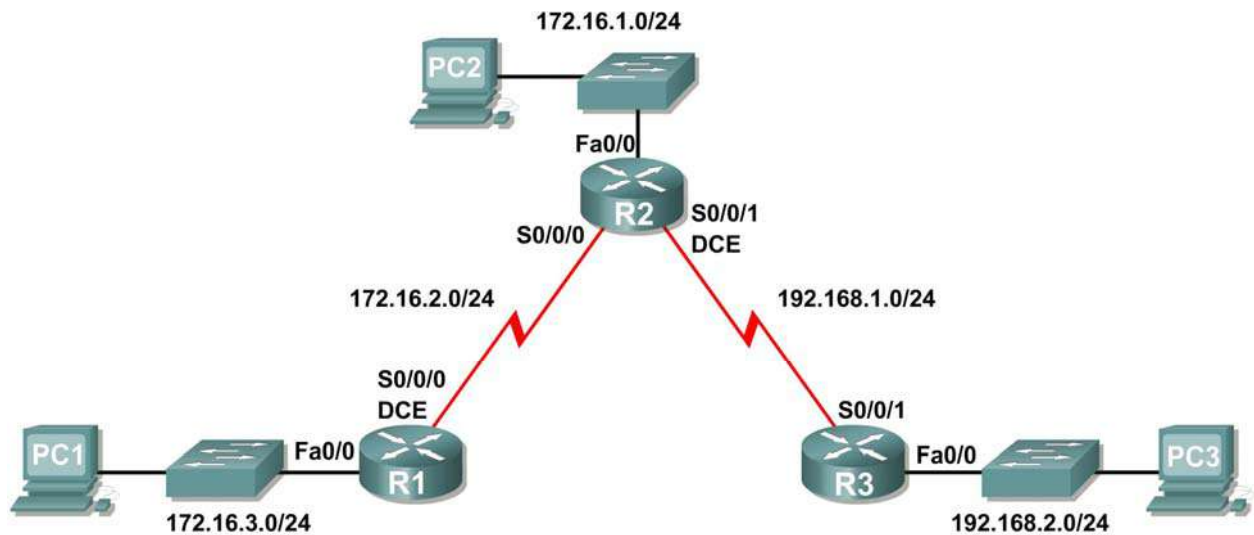 172.16.1.0/24
PC2
Fa0/0
R2
S0/0/0
S0/0/1
DCE
172.16.2.0/24
192.168.1.0/24
S0/0/0
DCE
S0/0/1
PC1
Fa0/0
R1
R3
Fa0/0
PC3
172.16.3.0/24
192.168.2.0/24